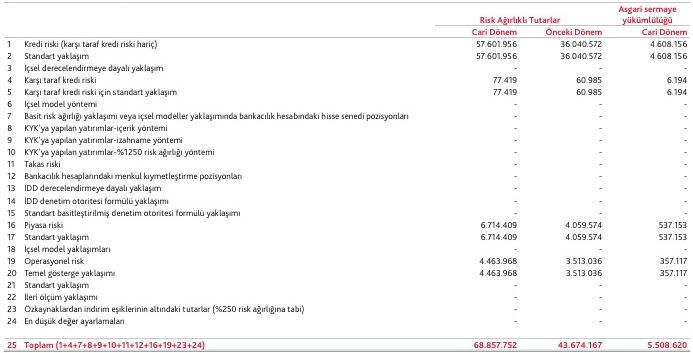 Asgari sermaye
Risk Ağırlıklı Tutarlar yükümlülüğü
Cari Dönem Önceki Dönem Cari Dönem
1 Kredi riski (karşı taraf kredi riski hariç) 57.601.956 36.040.572 4.608.156
2 Standart yaklaşım 57.601.956 36.040.572 4.608.156
3 İçsel derecelendirmeye dayalı yaklaşım - - -
4 Karşı taraf kredi riski 77.419 60.985 6.194
5 Karşı taraf kredi riski için standart yaklaşım 77.419 60.985 6.194
6 İçsel model yöntemi - - -
7 Basit risk ağırlığı yaklaşımı veya içsel modeller yaklaşımında bankacılık hesabındaki hisse senedi pozisyonları - - -
8 KYK'ya yapılan yatırımlar-içerik yöntemi - - -
9 KYK'ya yapılan yatırımlar-izahname yöntemi - - -
10 KYK'ya yapılan yatırımlar-%1250 risk ağırlığı yöntemi - - -
11 Takas riski - - -
12 Bankacılık hesaplarındaki menkul kıymetleştirme pozisyonları - - -
13 İDD derecelendirmeye dayalı yaklaşım - - -
14 İDD denetim otoritesi formülü yaklaşımı - - -
15 Standart basitleştirilmiş denetim otoritesi formülü yaklaşımı - - -
16 Piyasa riski 6.714.409 4.059.574 537.153
17 Standart yaklaşım 6.714.409 4.059.574 537.153
18 İçsel model yaklaşımları - - -
19 Operasyonel risk 4.463.968 3.513.036 357.117
20 Temel gösterge yaklaşımı 4.463.968 3.513.036 357.117
21 Standart yaklaşım - - -
22 İleri ölçüm yaklaşımı - - -
23 Özkaynaklardan indirim eşiklerinin altındaki tutarlar (%250 risk ağırlığına tabi) - - -
24 En düşük değer ayarlamaları - - -
25 Toplam (1+4+7+8+9+10+11+12+16+19+23+24) 68.857.752 43.674.167 5.508.620